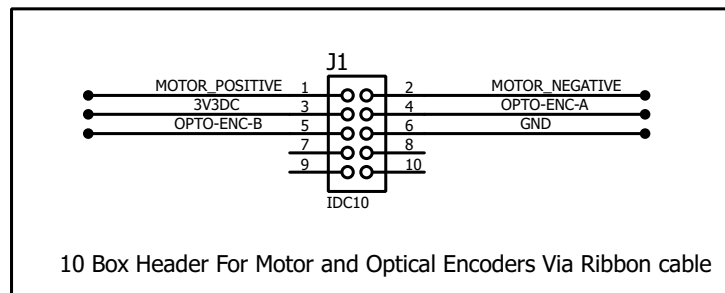 J1
MOTOR_POSITIVE 1 2 MOTOR_NEGATIVE
3V3DC 3 4 OPTO-ENC-A
OPTO-ENC-B 5 6 GND
7 8
9 10
IDC10
10 Box Header For Motor and Optical Encoders Via Ribbon cable